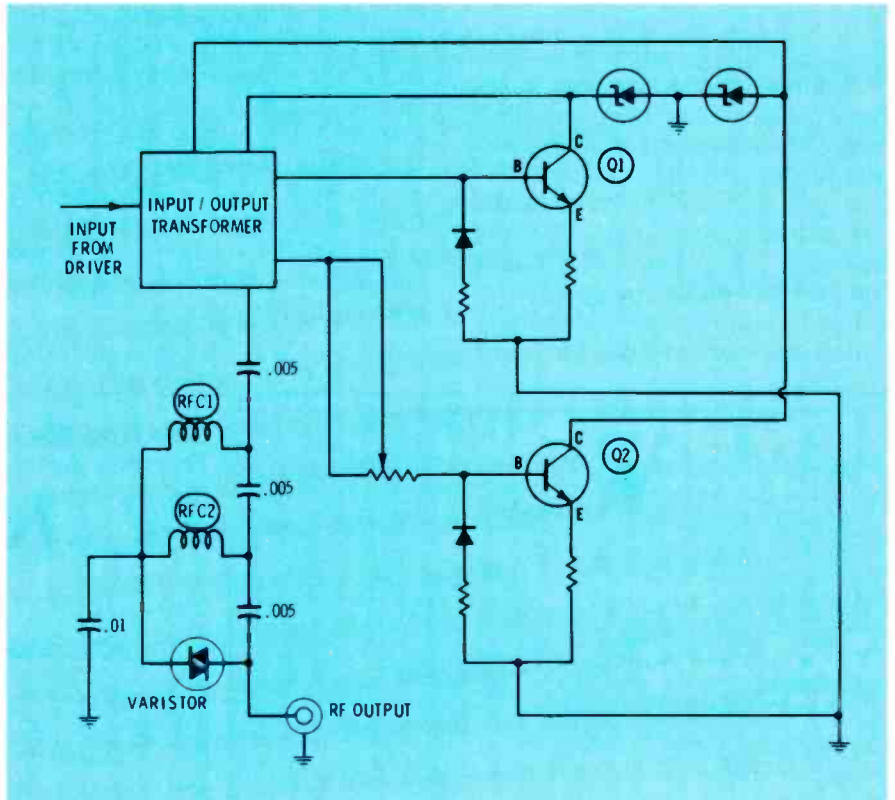 C
B
Q1
E
INPUT / OUTPUT
TRANSFORMER
INPUT
FROM
DRIVER
.005
RFC1
C
B
Q2
.005
E
RFC2
.005
.01
VARISTOR
RF OUTPUT